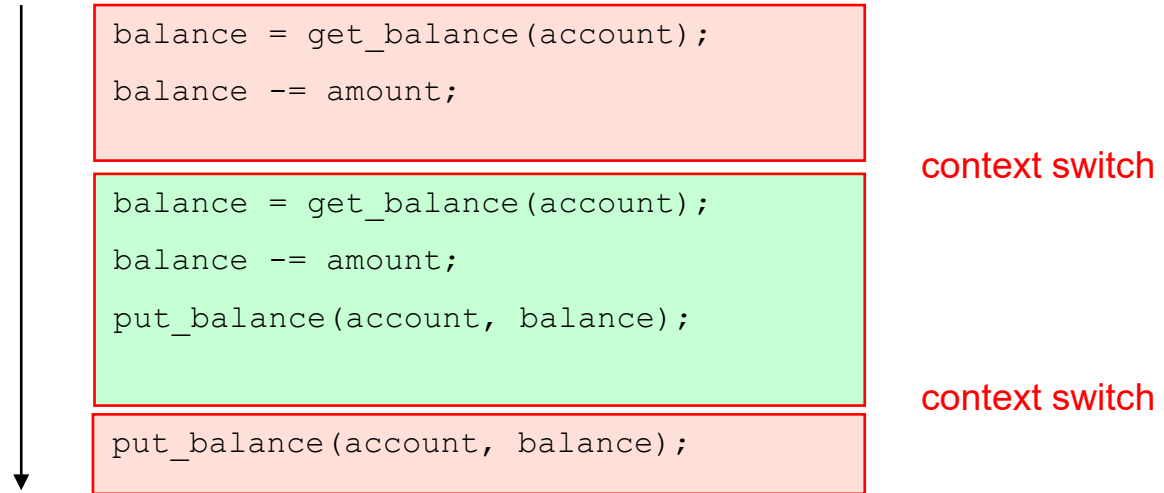 balance = get_balance(account);
balance -= amount;
context switch
balance = get_balance(account);
balance -= amount;
put_balance(account, balance);
context switch
put_balance(account, balance);